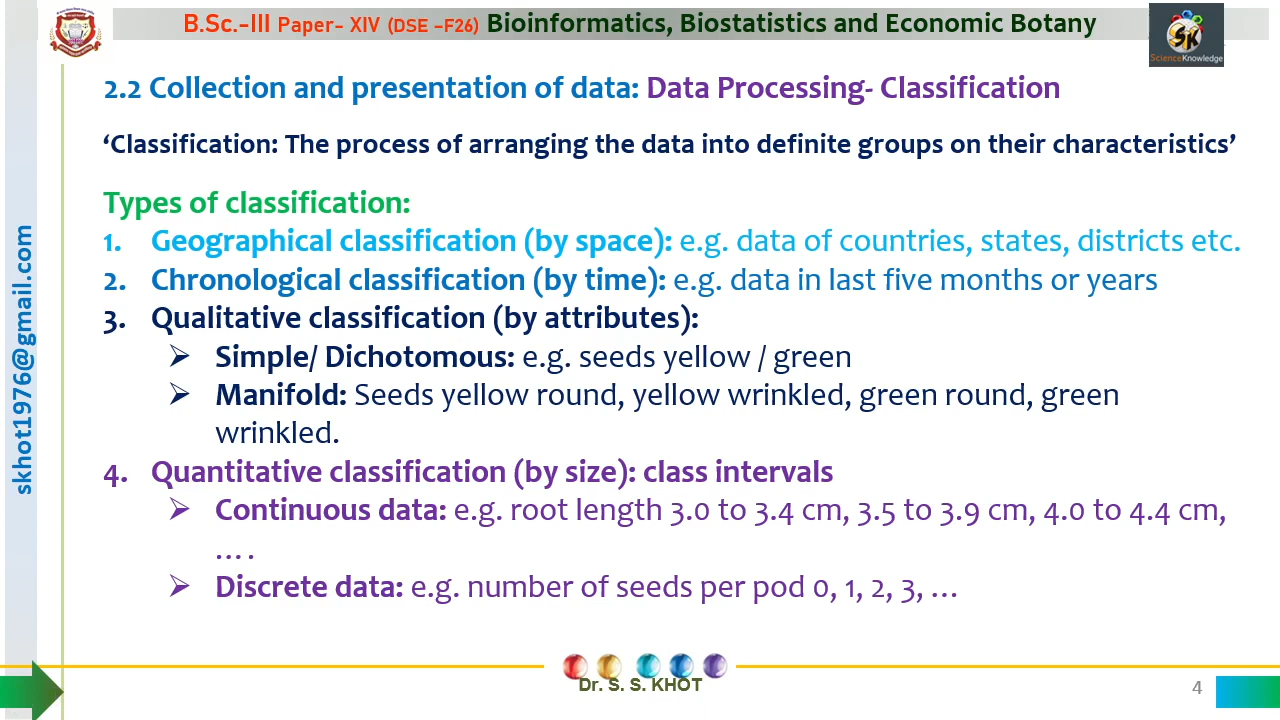 B.Sc.-III Paper- XIV (DSE –F26) Bioinformatics, Biostatistics and Economic Botany
SK
ScienceKnowledge
2.2 Collection and presentation of data: Data Processing- Classification
‘Classification: The process of arranging the data into definite groups on their characteristics’
Types of classification:
1. Geographical classification (by space): e.g. data of countries, states, districts etc.
2. Chronological classification (by time): e.g. data in last five months or years
3. Qualitative classification (by attributes):
➢ Simple/ Dichotomous: e.g. seeds yellow / green
➢ Manifold: Seeds yellow round, yellow wrinkled, green round, green
wrinkled.
4. Quantitative classification (by size): class intervals
➢ Continuous data: e.g. root length 3.0 to 3.4 cm, 3.5 to 3.9 cm, 4.0 to 4.4 cm,
... .
➢ Discrete data: e.g. number of seeds per pod 0, 1, 2, 3, ...
skhot1976@gmail.com
Dr. S. S. KHOT
4